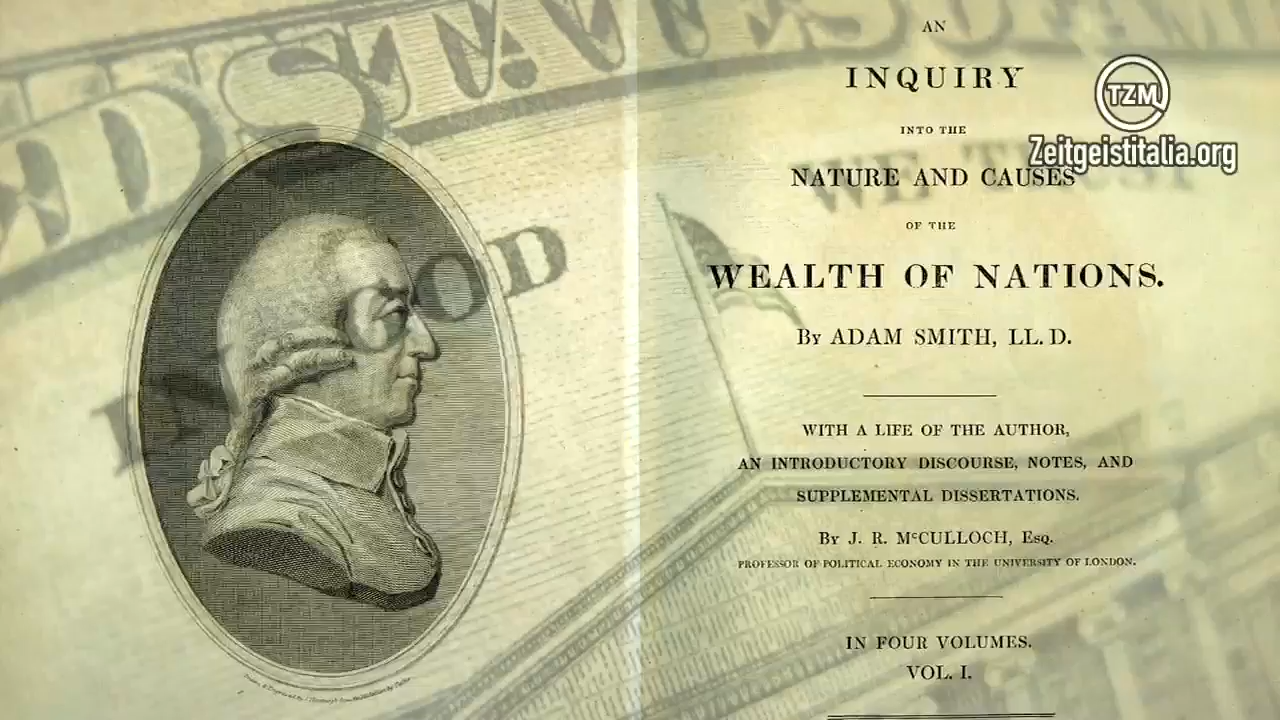 AN
INQUIRY
INTO THE
NATURE AND CAUSES
OF THE
WEALTH OF NATIONS.
By ADAM SMITH, LL. D.
WITH A LIFE OF THE AUTHOR,
AN INTRODUCTORY DISCOURSE, NOTES, AND
SUPPLEMENTAL DISSERTATIONS.
By J. R. McCULLOCH, Esq.
PROFESSOR OF POLITICAL ECONOMY IN THE UNIVERSITY OF LONDON.
IN FOUR VOLUMES.
VOL. I.
TZM
Zeitgeistitalia.org
WE
OD